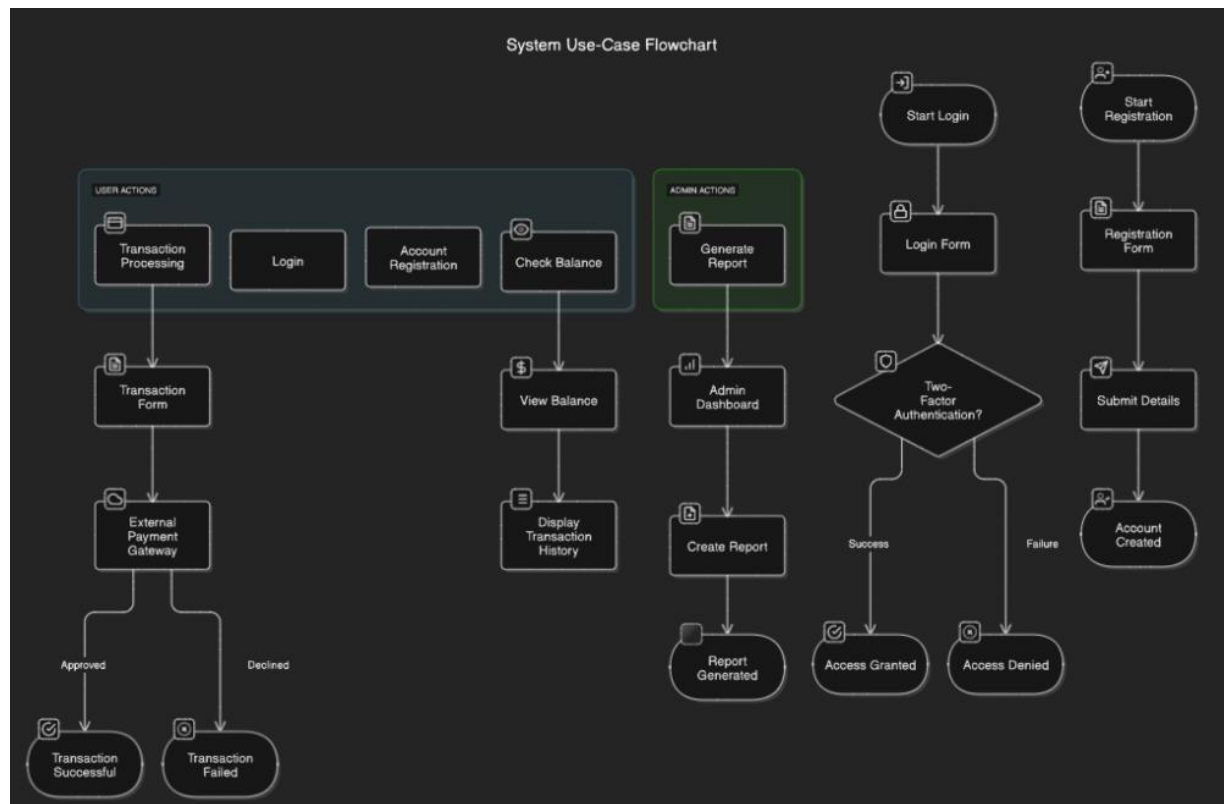 System Use-Case Flowchart
Start Login
Start
Registration
USER ACTIONS
ADMIN ACTIONS
Transaction
Processing
Login
Account
Registration
Check Balance
Generate
Report
Login Form
Registration
Form
Transaction
Form
View Balance
Admin
Dashboard
Two-
Factor
Authentication?
Submit Details
External
Payment
Gateway
Display
Transaction
History
Create Report
Success
Failure
Account
Created
Approved
Declined
Report
Generated
Access Granted
Access Denied
Transaction
Successful
Transaction
Failed